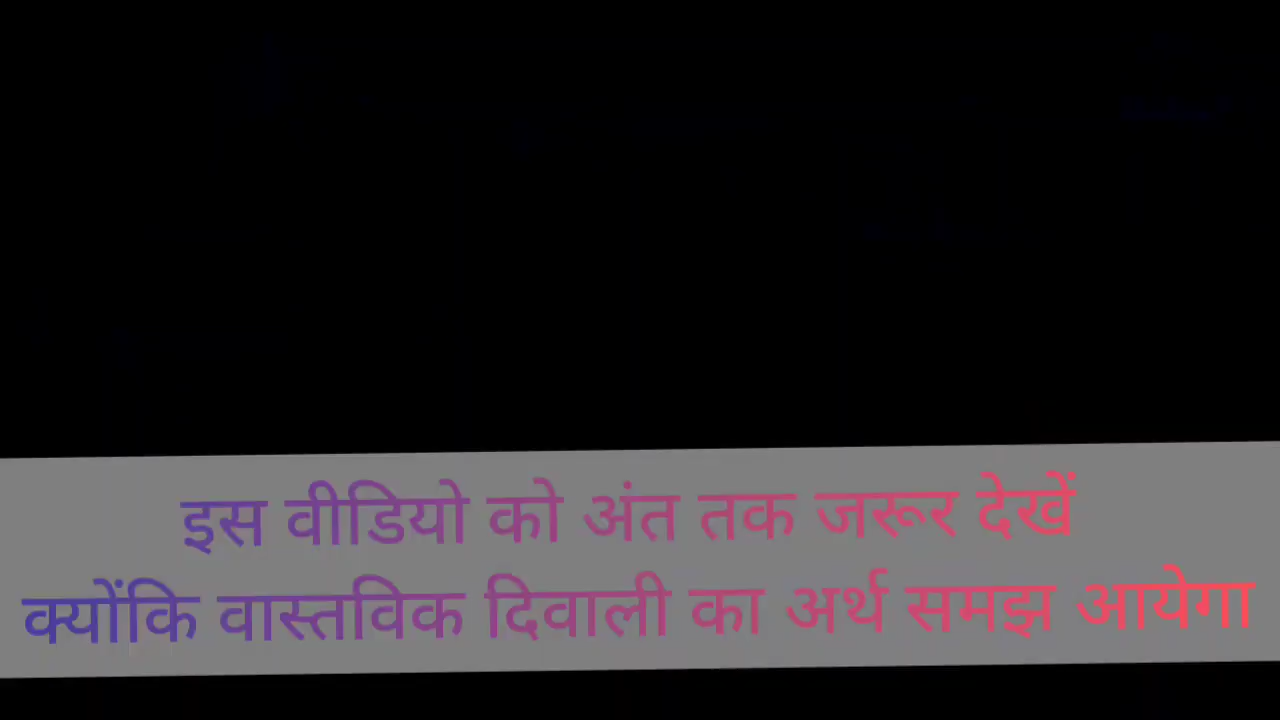 इस वीडियो को अंत तक जरूर देखें
क्योंकि वास्तविक दिवाली का अर्थ समझ आयेगा